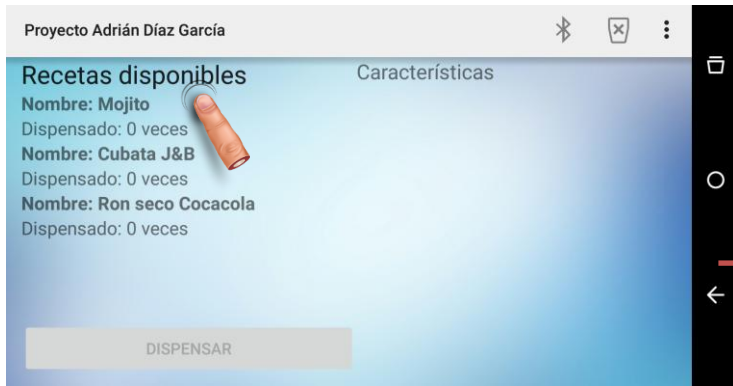 Proyecto Adrián Díaz García
Recetas disponibles
Características
Nombre: Mojito
Dispensado: 0 veces
Nombre: Cubata J&B
Dispensado: 0 veces
Nombre: Ron seco Cocacola
Dispensado: 0 veces
DISPENSAR